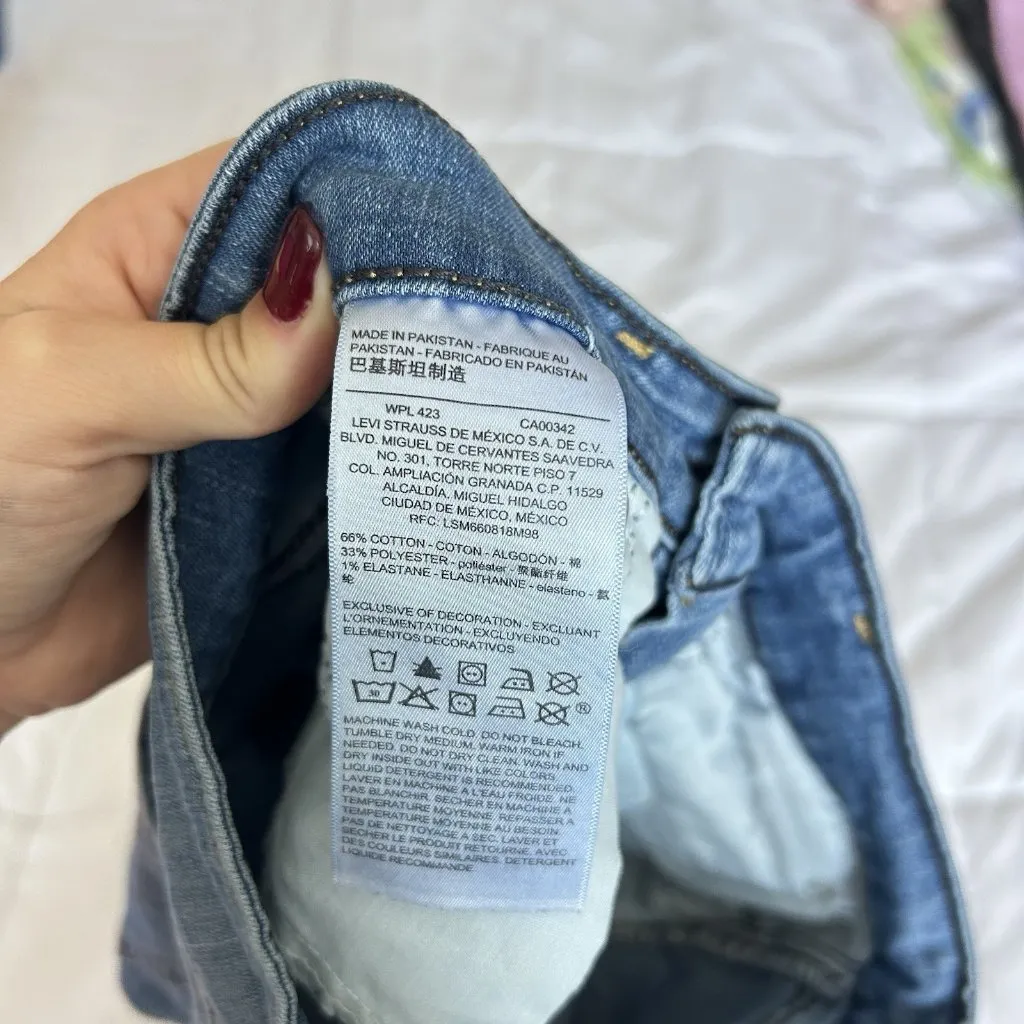 MADE IN PAKISTAN - FABRIQUE AU
PAKISTAN - FABRICADO EN PAKISTÁN
巴基斯坦制造
WPL 423 CA00342
LEVI STRAUSS DE MÉXICO S.A. DE C.V.
BLVD. MIGUEL DE CERVANTES SAAVEDRA
NO. 301, TORRE NORTE PISO 7
COL. AMPLIACIÓN GRANADA C.P. 11529
ALCALDÍA, MIGUEL HIDALGO
CIUDAD DE MÉXICO, MÉXICO
RFC: LSM660818M98
66% COTTON - COTON - ALGODÓN - 棉
33% POLYESTER - poliéster - 聚酯纤维
1% ELASTANE - ELASTHANNE - elastano - 氨
纶
EXCLUSIVE OF DECORATION - EXCLUANT
L'ORNEMENTATION - EXCLUYENDO
ELEMENTOS DECORATIVOS
30 ®
MACHINE WASH COLD. DO NOT BLEACH.
TUMBLE DRY MEDIUM. WARM IRON IF
NEEDED. DO NOT DRY CLEAN. WASH AND
DRY INSIDE OUT WITH LIKE COLORS.
LIQUID DETERGENT IS RECOMMENDED.
LAVER EN MACHINE À L'EAU FROIDE. NE
PAS BLANCHIR. SÉCHER EN MACHINE À
TEMPÉRATURE MOYENNE. REPASSER À
TEMPÉRATURE MOYENNE AU BESOIN.
PAS DE NETTOYAGE À SEC. LAVER ET
SÉCHER LE PRODUIT RETOURNÉ, AVEC
DES COULEURS SIMILAIRES. DÉTERGENT
LIQUIDE RECOMMANDÉ.